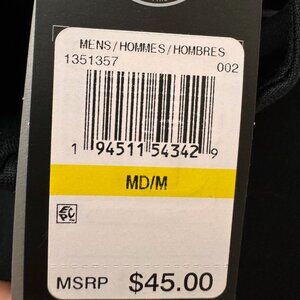 MENS/HOMMES/HOMBRES
1351357 002
1 94511 54342 9
MD/M
MSRP $45.00